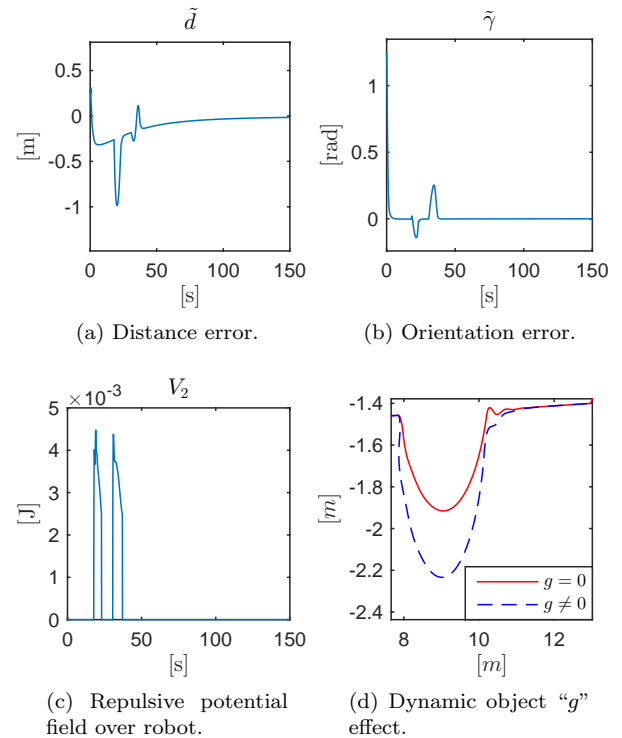 d̃
0.5
0
-0.5
-1
[m]
0 50 100 150
[s]
(a) Distance error.
γ̃
1
0.5
0
[rad]
0 50 100 150
[s]
(b) Orientation error.
×10⁻³
V₂
5
4
3
2
1
0
[J]
0 50 100 150
[s]
(c) Repulsive potential
field over robot.
-1.4
-1.6
-1.8
-2
-2.2
-2.4
[m]
g = 0
g ≠ 0
8 10 12
[m]
(d) Dynamic object “g”
effect.